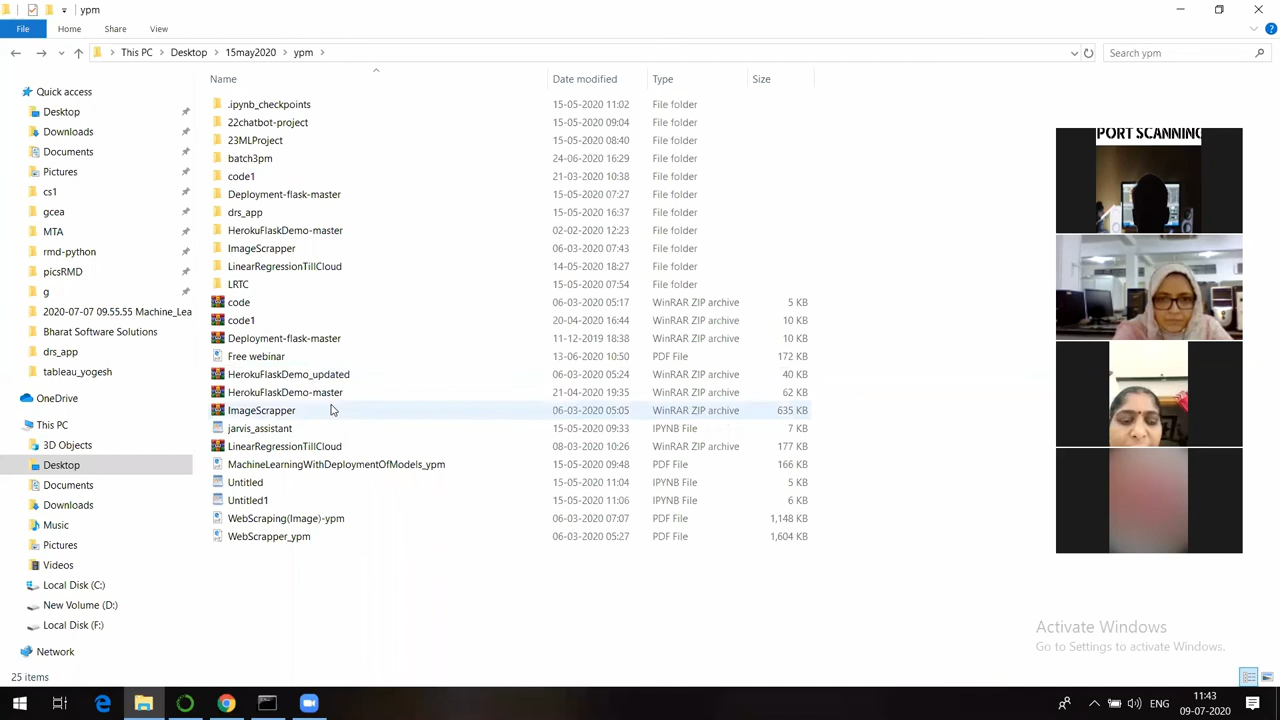 ypm
File Home Share View
This PC Desktop 15may2020 ypm Search ypm
Name Date modified Type Size
Quick access
Desktop
Downloads
Documents
Pictures
cs1
gcea
MTA
rmd-python
picsRMD
g
2020-07-07 09.55.55 Machine_Lea
Bharat Software Solutions
drs_app
tableau_yogesh
OneDrive
This PC
3D Objects
Desktop
Documents
Downloads
Music
Pictures
Videos
Local Disk (C:)
New Volume (D:)
Local Disk (F:)
Network
.ipynb_checkpoints 15-05-2020 11:02 File folder
22chatbot-project 15-05-2020 09:04 File folder
23MLProject 15-05-2020 08:40 File folder
batch3pm 24-06-2020 16:29 File folder
code1 21-03-2020 10:38 File folder
Deployment-flask-master 15-05-2020 07:27 File folder
drs_app 15-05-2020 16:37 File folder
HerokuFlaskDemo-master 02-02-2020 12:23 File folder
ImageScrapper 06-03-2020 07:43 File folder
LinearRegressionTillCloud 14-05-2020 18:27 File folder
LRTC 15-05-2020 07:54 File folder
code 06-03-2020 05:17 WinRAR ZIP archive 5 KB
code1 20-04-2020 16:44 WinRAR ZIP archive 10 KB
Deployment-flask-master 11-12-2019 18:38 WinRAR ZIP archive 10 KB
Free webinar 13-06-2020 10:50 PDF File 172 KB
HerokuFlaskDemo_updated 06-03-2020 05:24 WinRAR ZIP archive 40 KB
HerokuFlaskDemo-master 21-04-2020 19:35 WinRAR ZIP archive 62 KB
ImageScrapper 06-03-2020 05:05 WinRAR ZIP archive 635 KB
jarvis_assistant 15-05-2020 09:33 IPYNB File 7 KB
LinearRegressionTillCloud 08-03-2020 10:26 WinRAR ZIP archive 177 KB
MachineLearningWithDeploymentOfModels_ypm 15-05-2020 09:48 PDF File 166 KB
Untitled 15-05-2020 11:04 IPYNB File 5 KB
Untitled1 15-05-2020 11:06 IPYNB File 6 KB
WebScraping(Image)-ypm 06-03-2020 07:07 PDF File 1,148 KB
WebScrapper_ypm 06-03-2020 05:27 PDF File 1,604 KB
PORT SCANNING
Activate Windows
Go to Settings to activate Windows.
25 items
ENG
11:43
09-07-2020